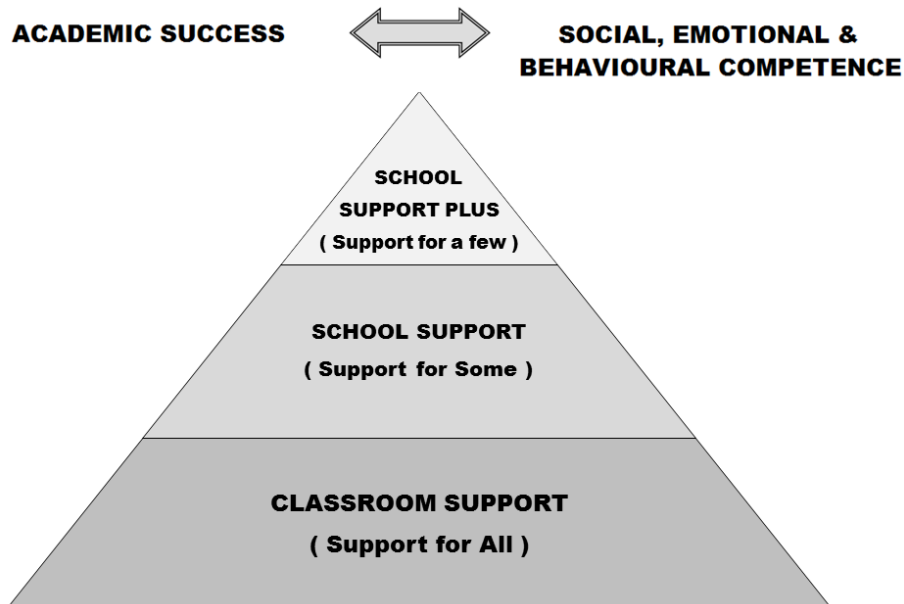 ACADEMIC SUCCESS
SOCIAL, EMOTIONAL &
BEHAVIOURAL COMPETENCE
SCHOOL
SUPPORT PLUS
( Support for a few )
SCHOOL SUPPORT
( Support for Some )
CLASSROOM SUPPORT
( Support for All )